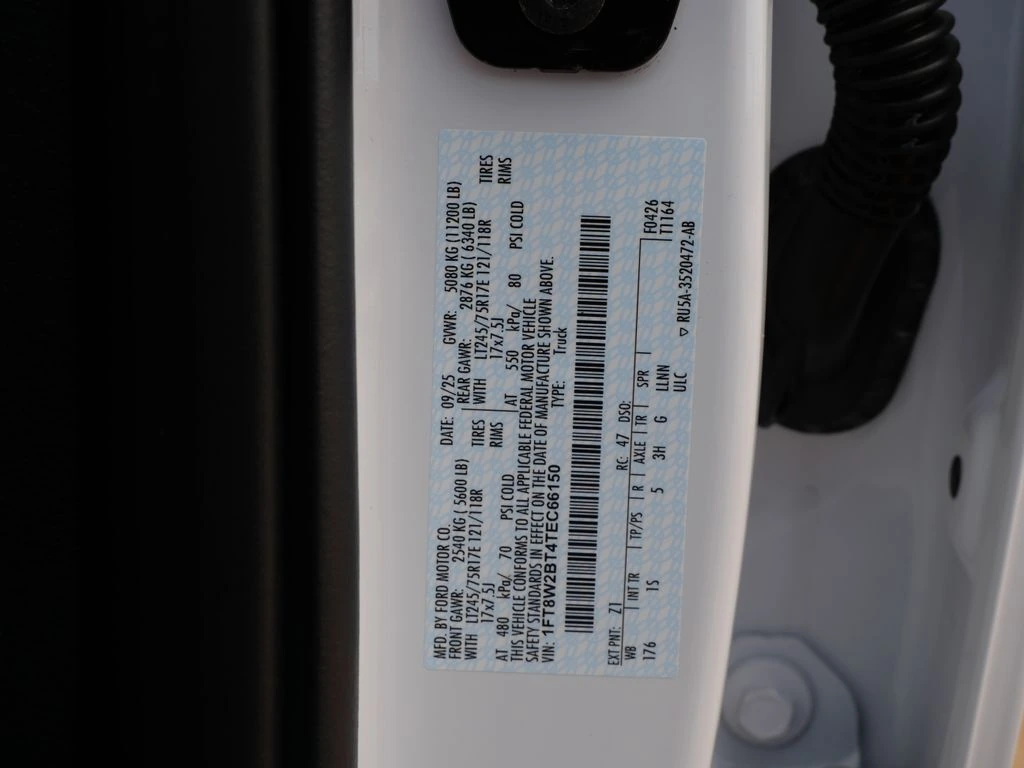 MFD. BY FORD MOTOR CO. DATE: 09/25 GVWR: 5080 KG (11200 LB)
FRONT GAWR: 2540 KG ( 5600 LB) REAR GAWR: 2876 KG ( 6340 LB)
WITH LT245/75R17E 121/118R TIRES WITH LT245/75R17E 121/118R TIRES
17x7.5J RIMS 17x7.5J RIMS
AT 480 kPa/ 70 PSI COLD AT 550 kPa/ 80 PSI COLD
THIS VEHICLE CONFORMS TO ALL APPLICABLE FEDERAL MOTOR VEHICLE
SAFETY STANDARDS IN EFFECT ON THE DATE OF MANUFACTURE SHOWN ABOVE.
VIN: 1FT8W2BT4TEC66150 TYPE: Truck
EXT PNT: Z1 RC: 47 DSO:
WB INT TR TP/PS R AXLE TR SPR F0426
176 1S 5 3H G LLNN T1164
ULC ▽ RU5A-3520472-AB